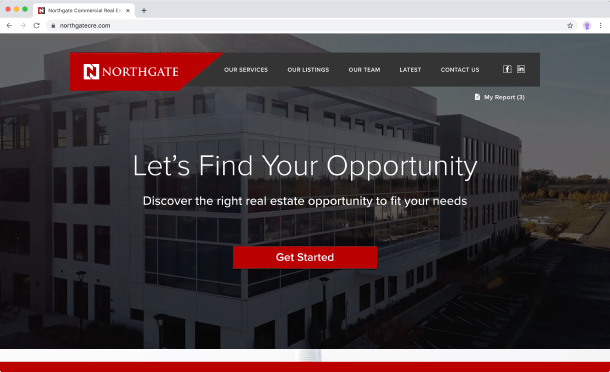 Northgate Commercial Real Es
northgatecre.com
NORTHGATE
OUR SERVICES OUR LISTINGS OUR TEAM LATEST CONTACT US
My Report (3)
Let's Find Your Opportunity
Discover the right real estate opportunity to fit your needs
Get Started